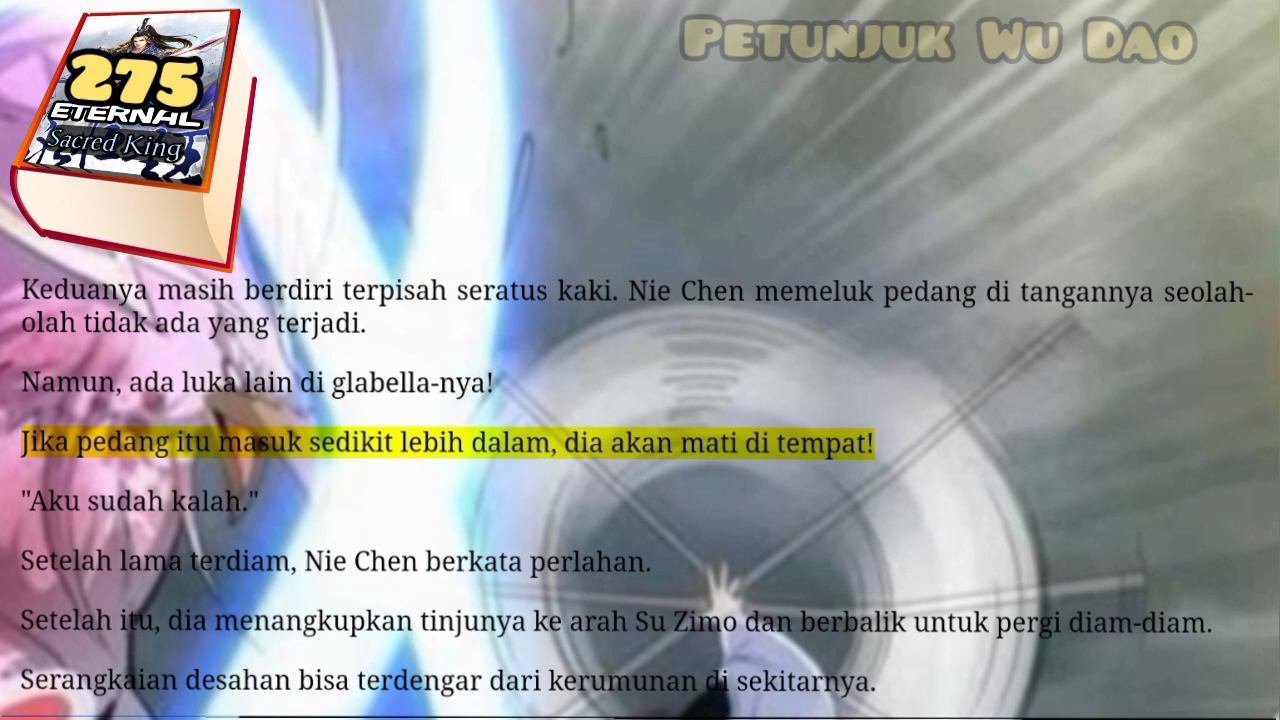 Petunjuk Wu Dao
275
ETERNAL
Sacred King
Keduanya masih berdiri terpisah seratus kaki. Nie Chen memeluk pedang di tangannya seolah-
olah tidak ada yang terjadi.
Namun, ada luka lain di glabella-nya!
Jika pedang itu masuk sedikit lebih dalam, dia akan mati di tempat!
"Aku sudah kalah."
Setelah lama terdiam, Nie Chen berkata perlahan.
Setelah itu, dia menangkupkan tinjunya ke arah Su Zimo dan berbalik untuk pergi diam-diam.
Serangkaian desahan bisa terdengar dari kerumunan di sekitarnya.